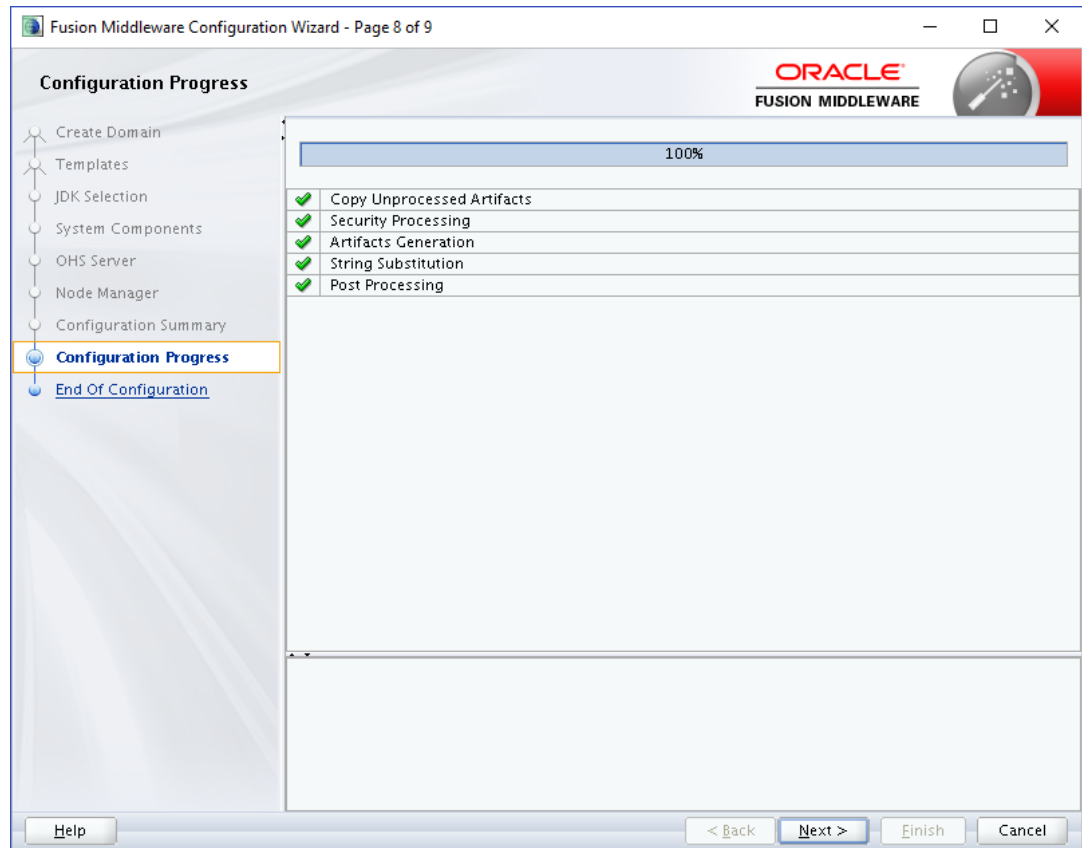 Fusion Middleware Configuration Wizard - Page 8 of 9
Configuration Progress
ORACLE
FUSION MIDDLEWARE
Create Domain
Templates
JDK Selection
System Components
OHS Server
Node Manager
Configuration Summary
Configuration Progress
End Of Configuration
100%
Copy Unprocessed Artifacts
Security Processing
Artifacts Generation
String Substitution
Post Processing
Help
< Back
Next >
Finish
Cancel